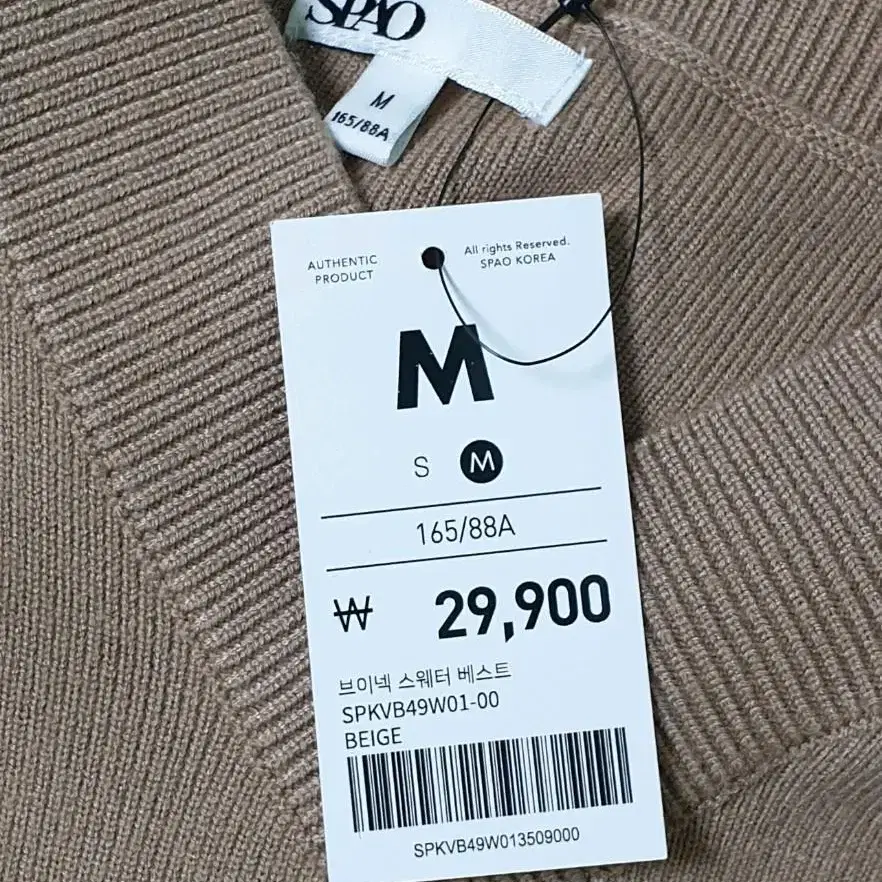 SPAO
M
165/88A
AUTHENTIC
PRODUCT
All rights Reserved.
SPAO KOREA
M
S M
165/88A
₩ 29,900
브이넥 스웨터 베스트
SPKVB49W01-00
BEIGE
SPKVB49W013509000